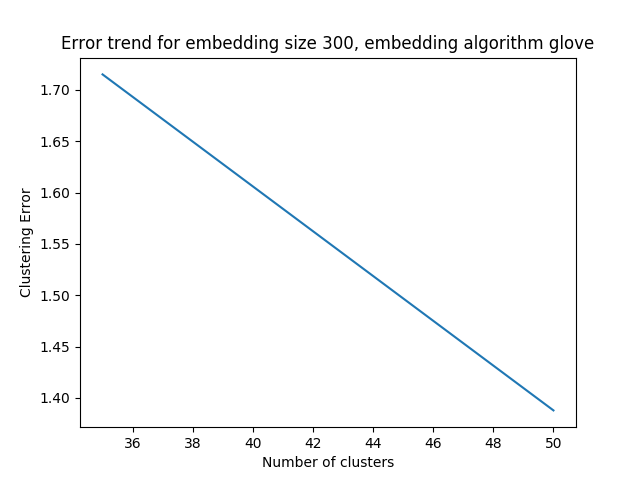 Error trend for embedding size 300, embedding algorithm glove
1.70
1.65
1.60
1.55
1.50
1.45
1.40
Clustering Error
36 38 40 42 44 46 48 50
Number of clusters